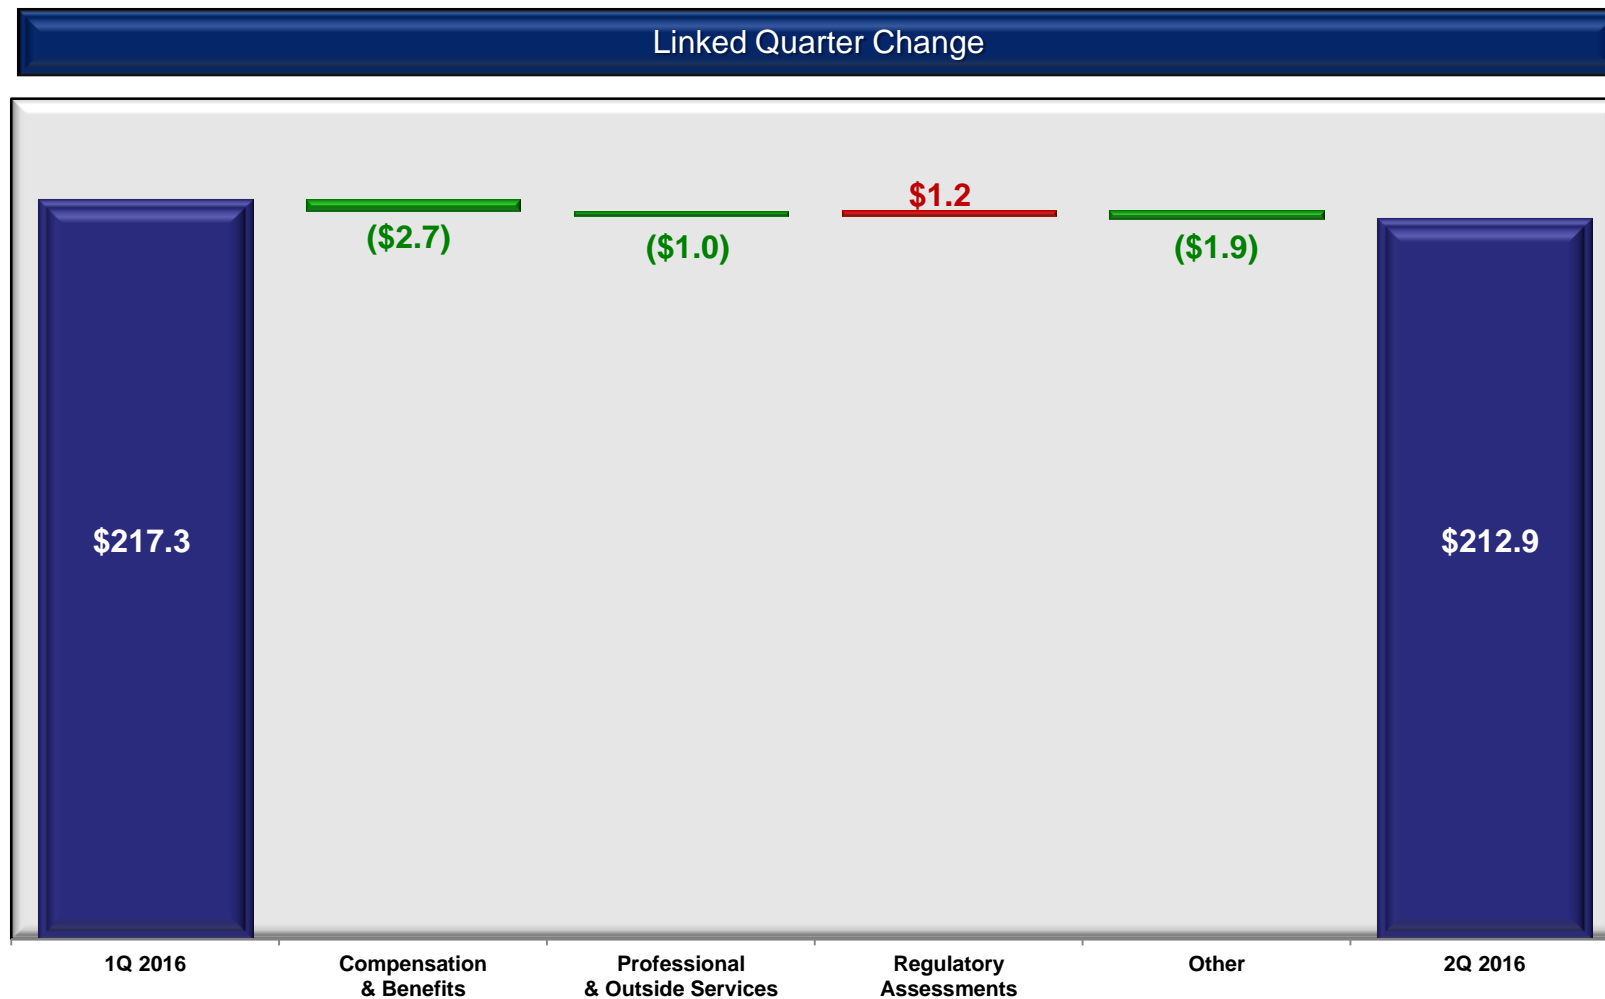 Linked Quarter Change
$1.2
($2.7)
($1.0)
($1.9)
$217.3
$212.9
1Q 2016
Compensation
& Benefits
Professional
& Outside Services
Regulatory
Assessments
Other
2Q 2016